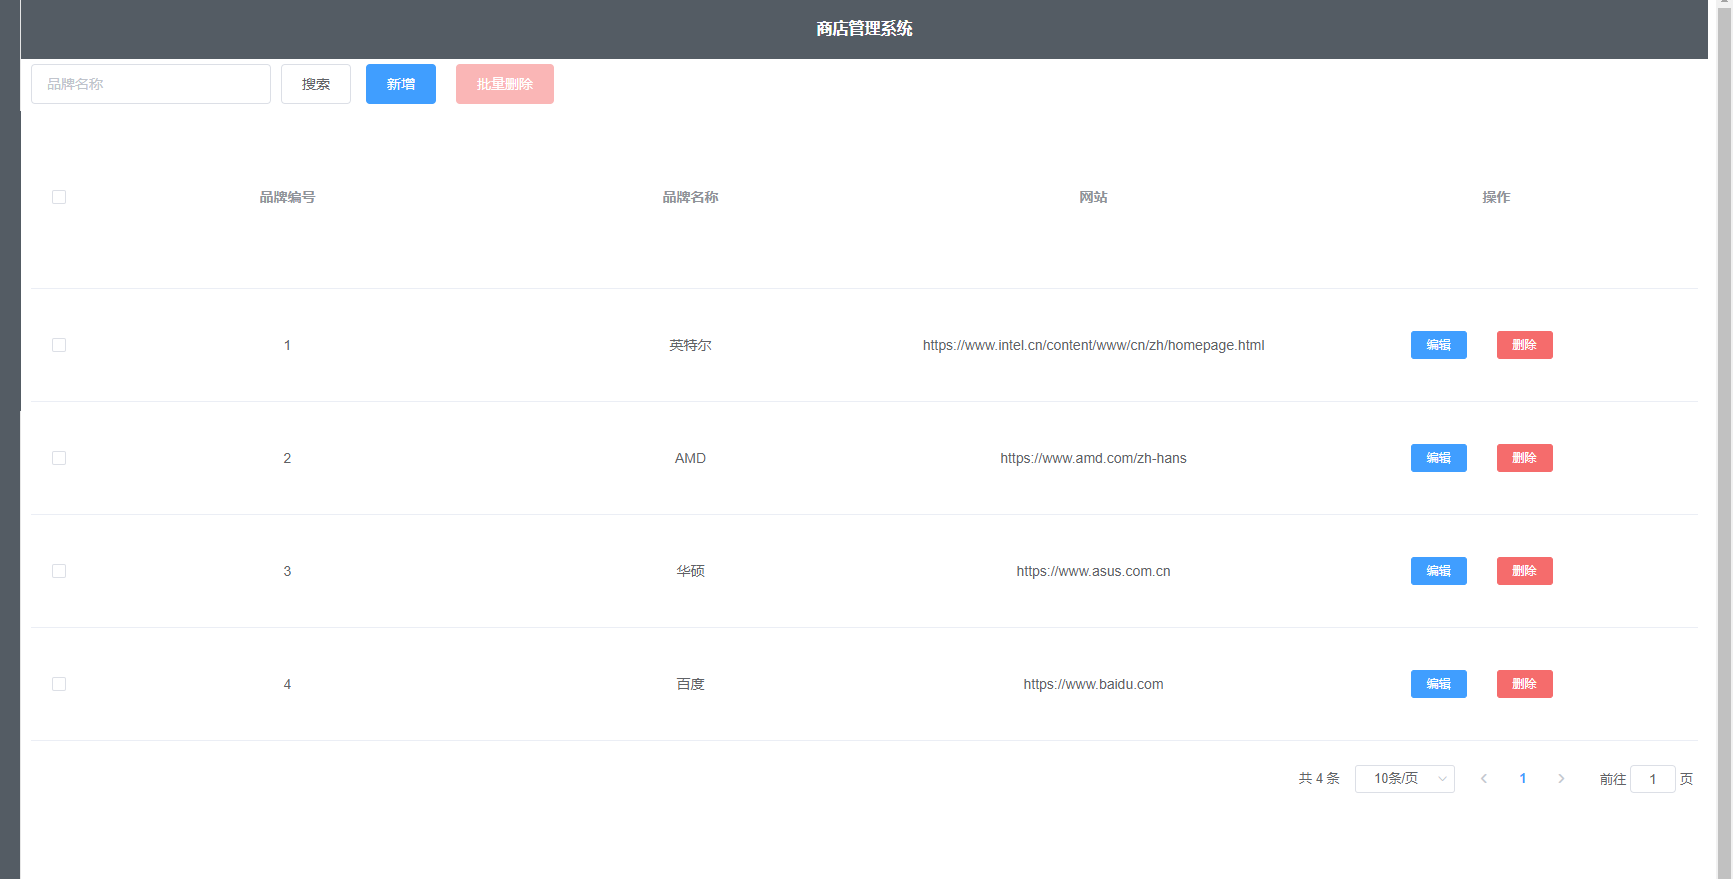 商店管理系统
品牌名称 搜索 新增 批量删除
品牌编号 品牌名称 网站 操作
1 英特尔 https://www.intel.cn/content/www/cn/zh/homepage.html 编辑 删除
2 AMD https://www.amd.com/zh-hans 编辑 删除
3 华硕 https://www.asus.com.cn 编辑 删除
4 百度 https://www.baidu.com 编辑 删除
共 4 条 10条/页 1 前往 1 页